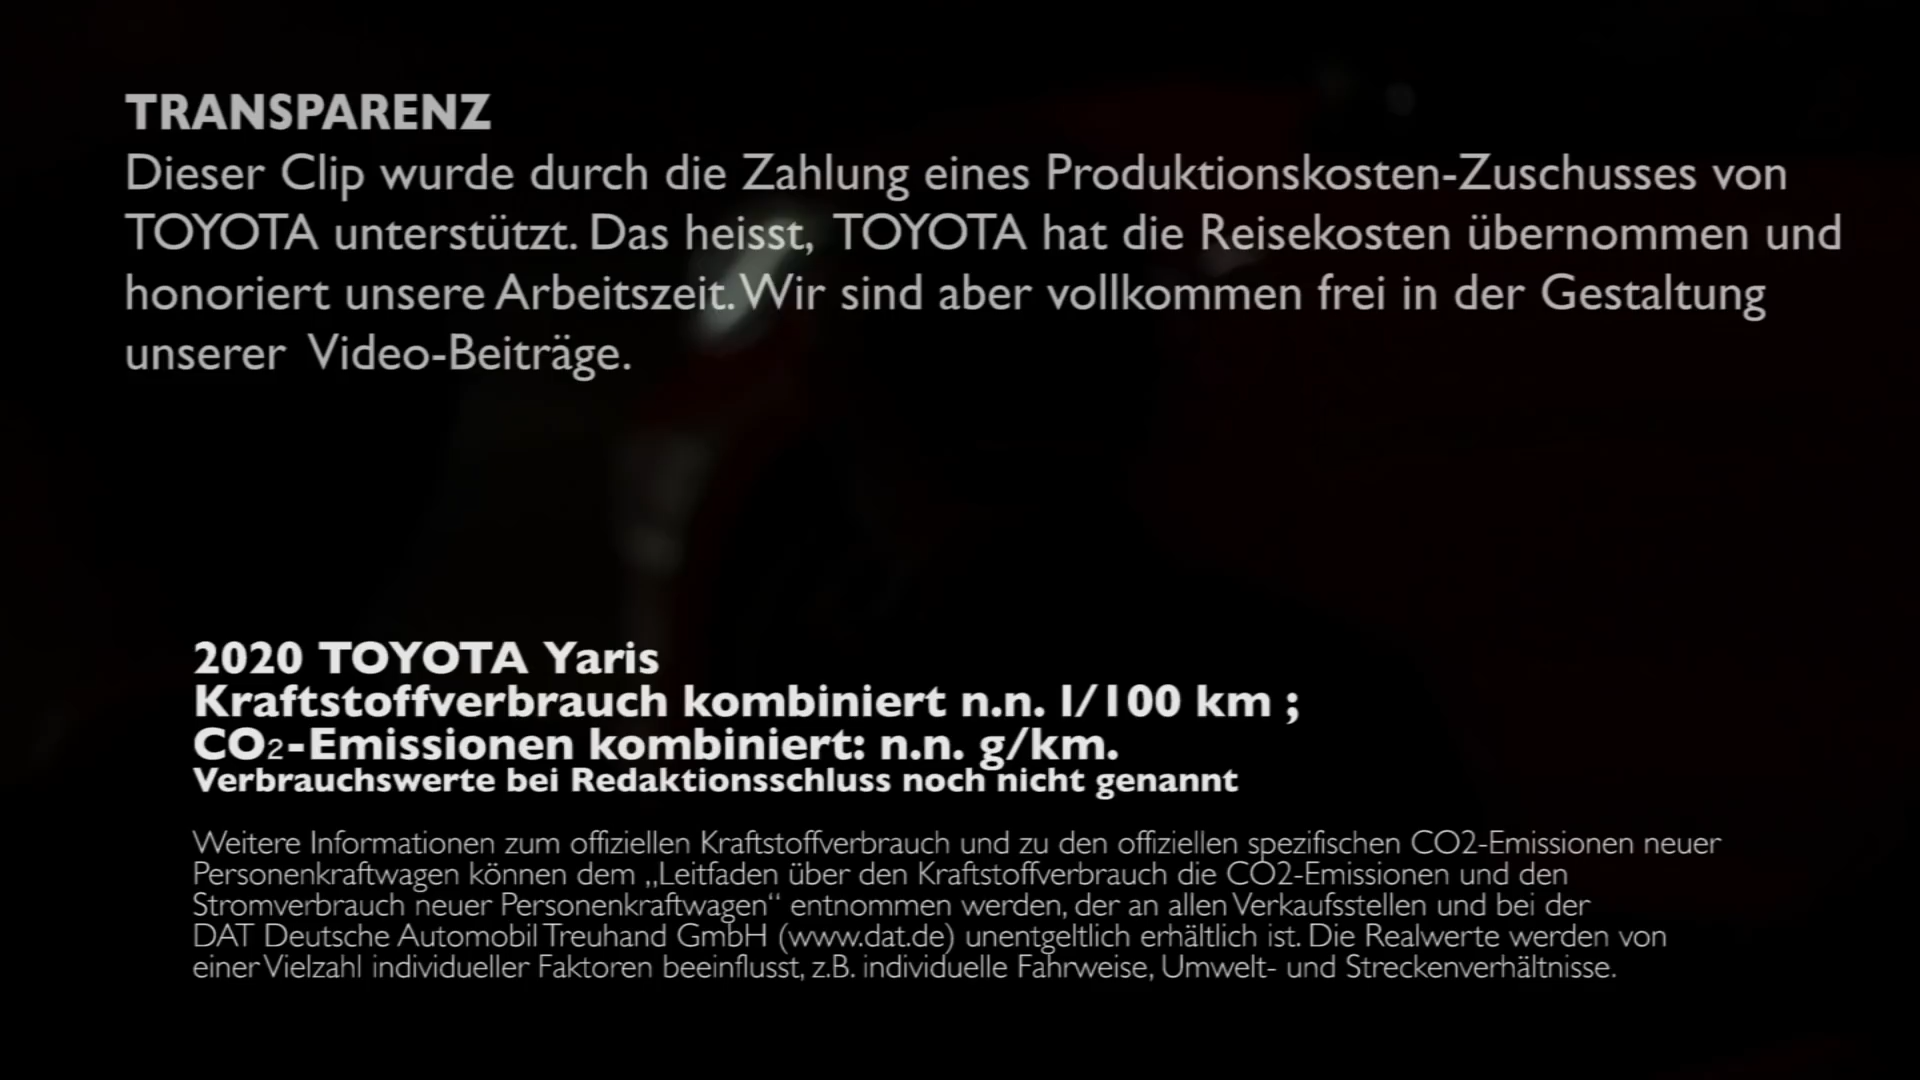 TRANSPARENZ
Dieser Clip wurde durch die Zahlung eines Produktionskosten-Zuschusses von
TOYOTA unterstützt. Das heisst, TOYOTA hat die Reisekosten übernommen und
honoriert unsere Arbeitszeit. Wir sind aber vollkommen frei in der Gestaltung
unserer Video-Beiträge.
2020 TOYOTA Yaris
Kraftstoffverbrauch kombiniert n.n. l/100 km ;
CO2-Emissionen kombiniert: n.n. g/km.
Verbrauchswerte bei Redaktionsschluss noch nicht genannt
Weitere Informationen zum offiziellen Kraftstoffverbrauch und zu den offiziellen spezifischen CO2-Emissionen neuer
Personenkraftwagen können dem „Leitfaden über den Kraftstoffverbrauch die CO2-Emissionen und den
Stromverbrauch neuer Personenkraftwagen“ entnommen werden, der an allen Verkaufsstellen und bei der
DAT Deutsche Automobil Treuhand GmbH (www.dat.de) unentgeltlich erhältlich ist. Die Realwerte werden von
einer Vielzahl individueller Faktoren beeinflusst, z.B. individuelle Fahrweise, Umwelt- und Streckenverhältnisse.